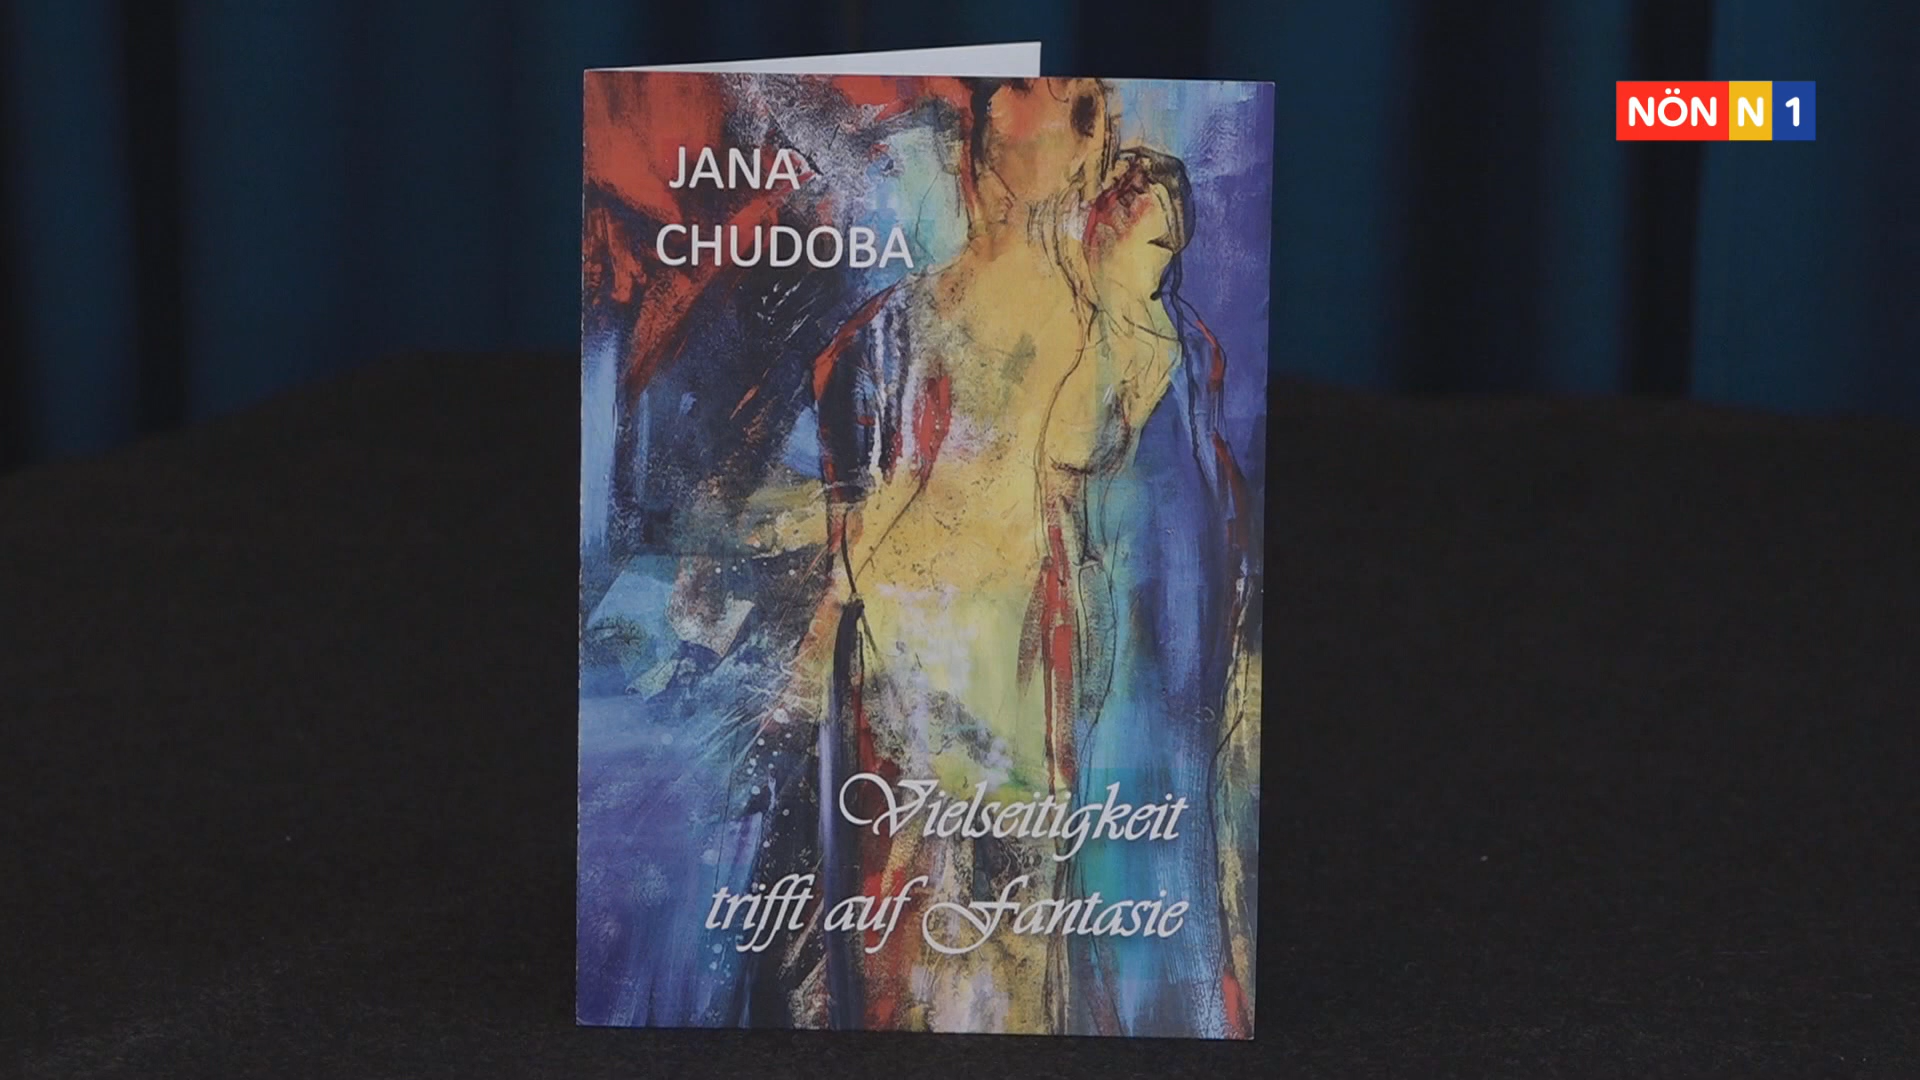 JANA
CHUDOBA
Vielseitigkeit
trifft auf Fantasie
NÖN N 1